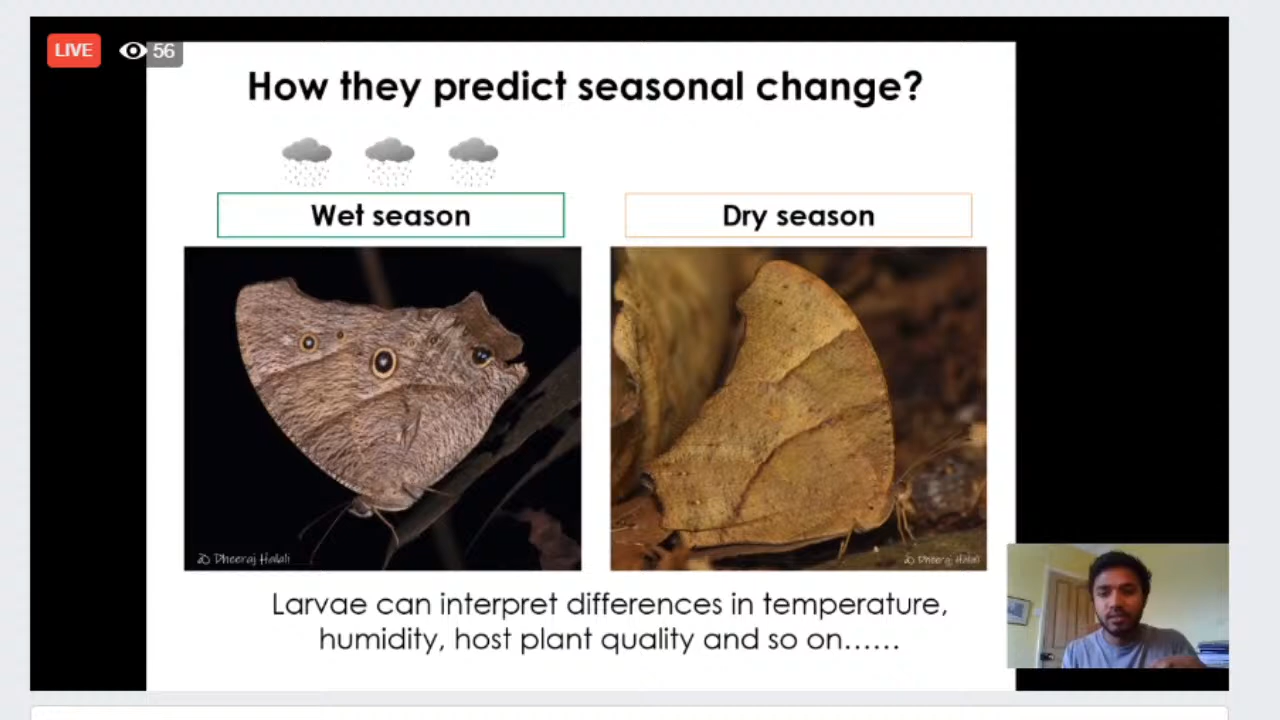 LIVE 56
How they predict seasonal change?
Wet season
Dry season
Dheeraj Halali
Dheeraj Halali
Larvae can interpret differences in temperature,
humidity, host plant quality and so on......